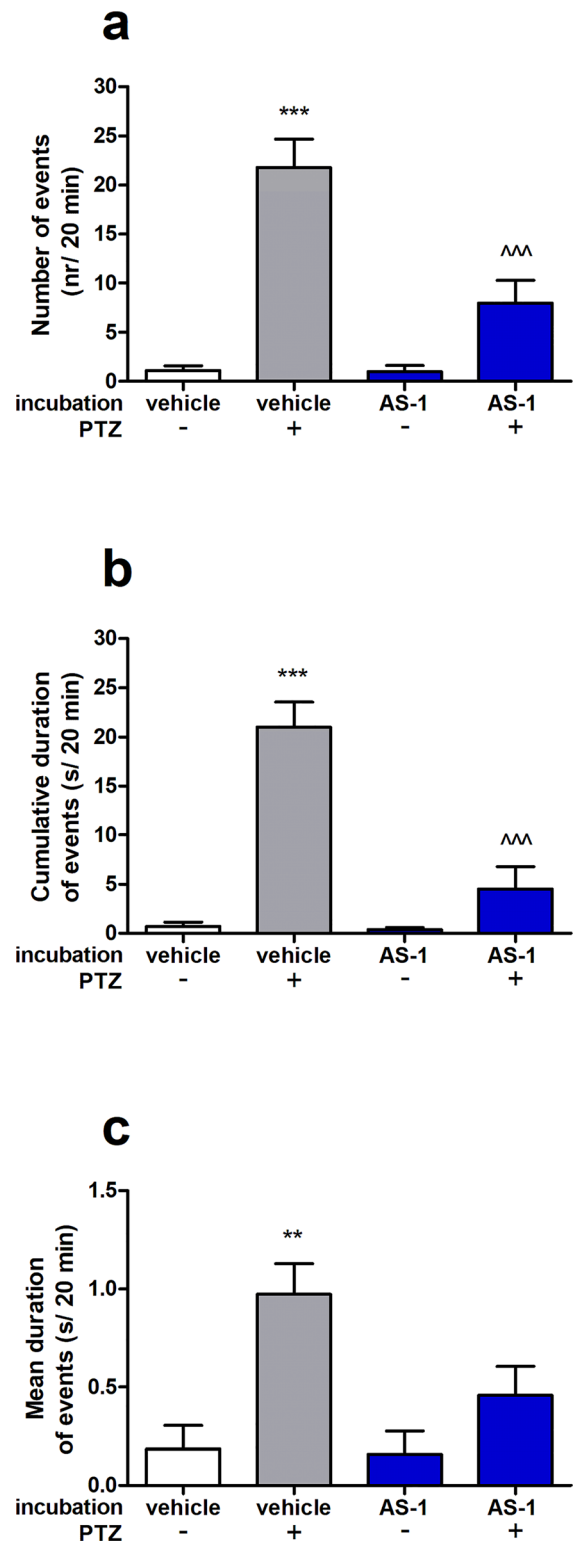 a
Number of events
(nr/ 20 min)
30
25
20
15
10
5
0
***
^^^
incubation vehicle vehicle AS-1 AS-1
PTZ - + - +
b
Cumulative duration
of events (s/ 20 min)
30
25
20
15
10
5
0
***
^^^
incubation vehicle vehicle AS-1 AS-1
PTZ - + - +
c
Mean duration
of events (s/ 20 min)
1.5
1.0
0.5
0.0
**
incubation vehicle vehicle AS-1 AS-1
PTZ - + - +